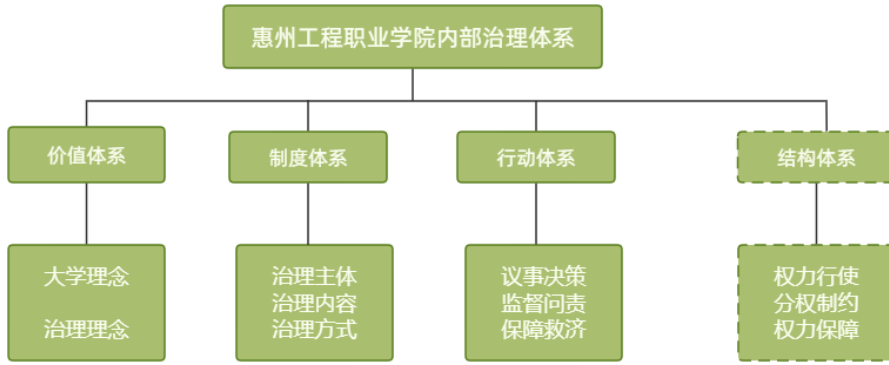 惠州工程职业学院内部治理体系
价值体系
制度体系
行动体系
结构体系
大学理念
治理理念
治理主体
治理内容
治理方式
议事决策
监督问责
保障救济
权力行使
分权制约
权力保障